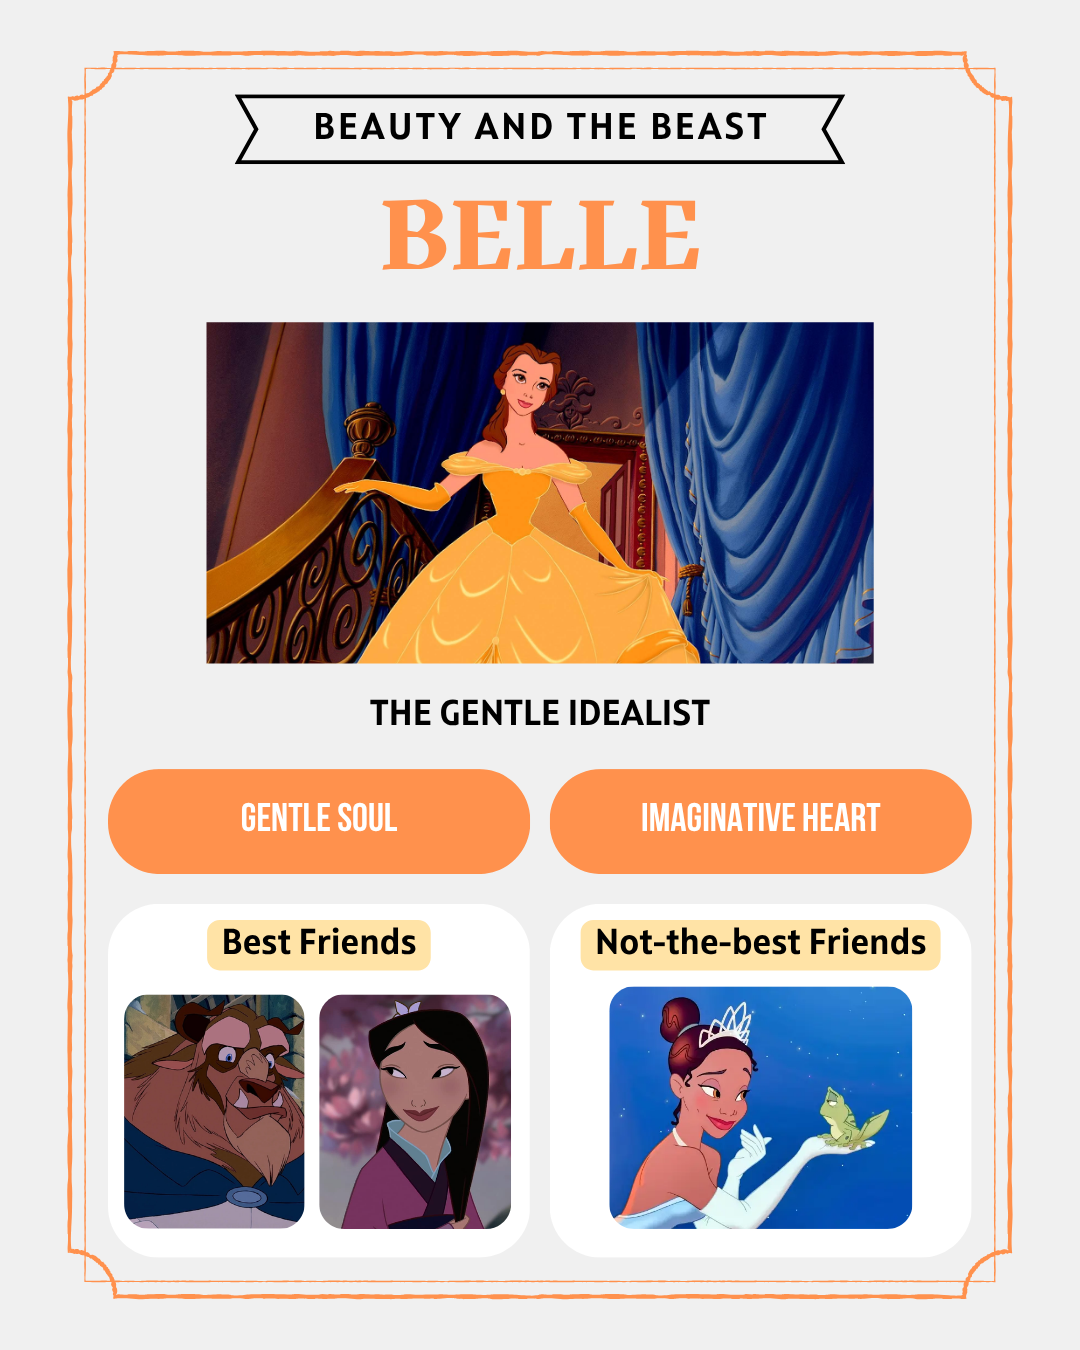 BEAUTY AND THE BEAST
BELLE
THE GENTLE IDEALIST
GENTLE SOUL
IMAGINATIVE HEART
Best Friends
Not-the-best Friends